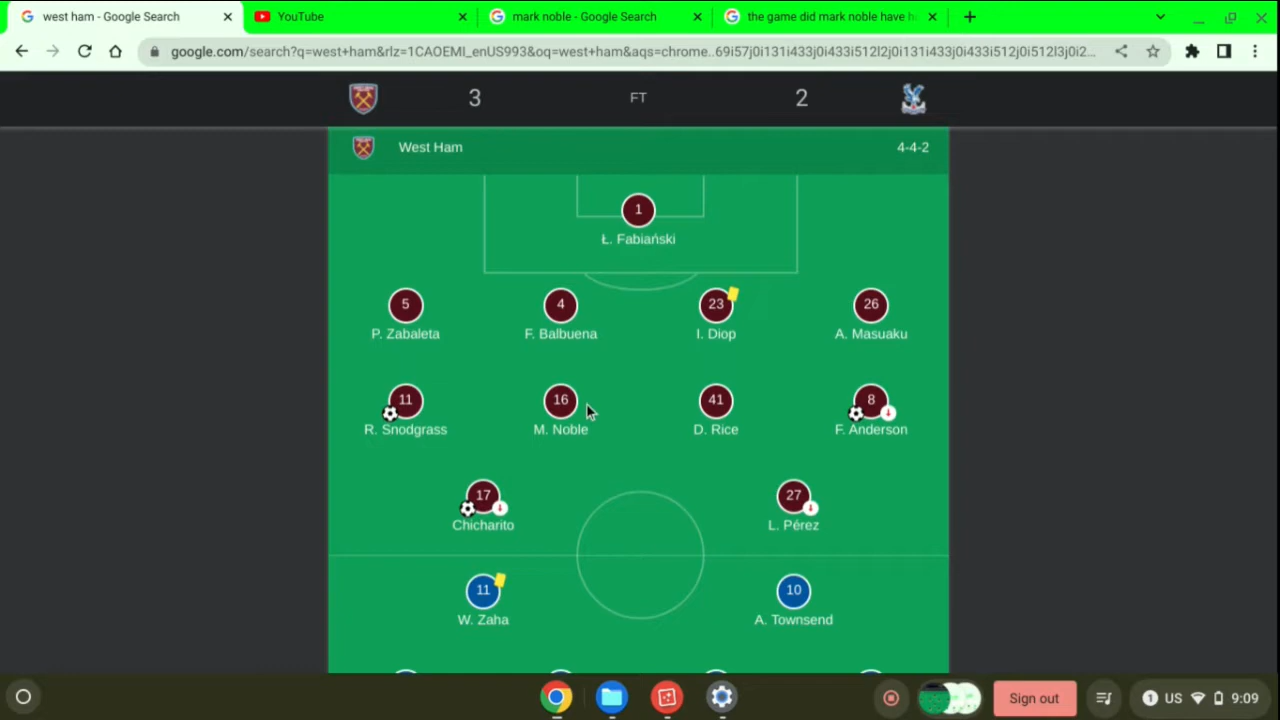 west ham - Google Search
YouTube
mark noble - Google Search
the game did mark noble have h
google.com/search?q=west+ham&rlz=1CAOEMI_enUS993&oq=west+ham&aqs=chrome..69i57j0i131i433j0i433i512l2j0i131i433j0i433i512j0i512l3j0i2...
3 FT 2
West Ham 4-4-2
1
Ł. Fabiański
5 4 23 26
P. Zabaleta F. Balbuena I. Diop A. Masuaku
11 16 41 8
R. Snodgrass M. Noble D. Rice F. Anderson
17 27
Chicharito L. Pérez
11 10
W. Zaha A. Townsend
Sign out 1 US 9:09